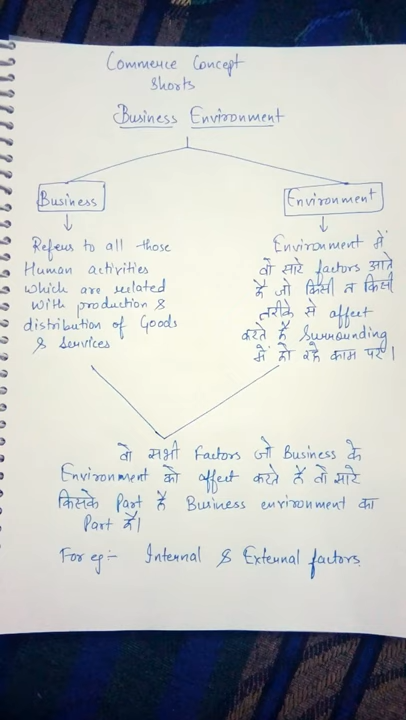 Commerce Concept
Shorts
Business Environment
Business
Refers to all those
Human activities
which are related
with production &
distribution of Goods
& Services
Environment
Environment में
वो सारे factors आते
है जो किसी न किसी
तरीके से affect
करते है Surrounding
में हो रहे काम पर।
वो सभी Factors जो Business के
Environment को affect करते है वो सारे
किसके Part है Business environment का
Part है।
For eg :- Internal & External factors.